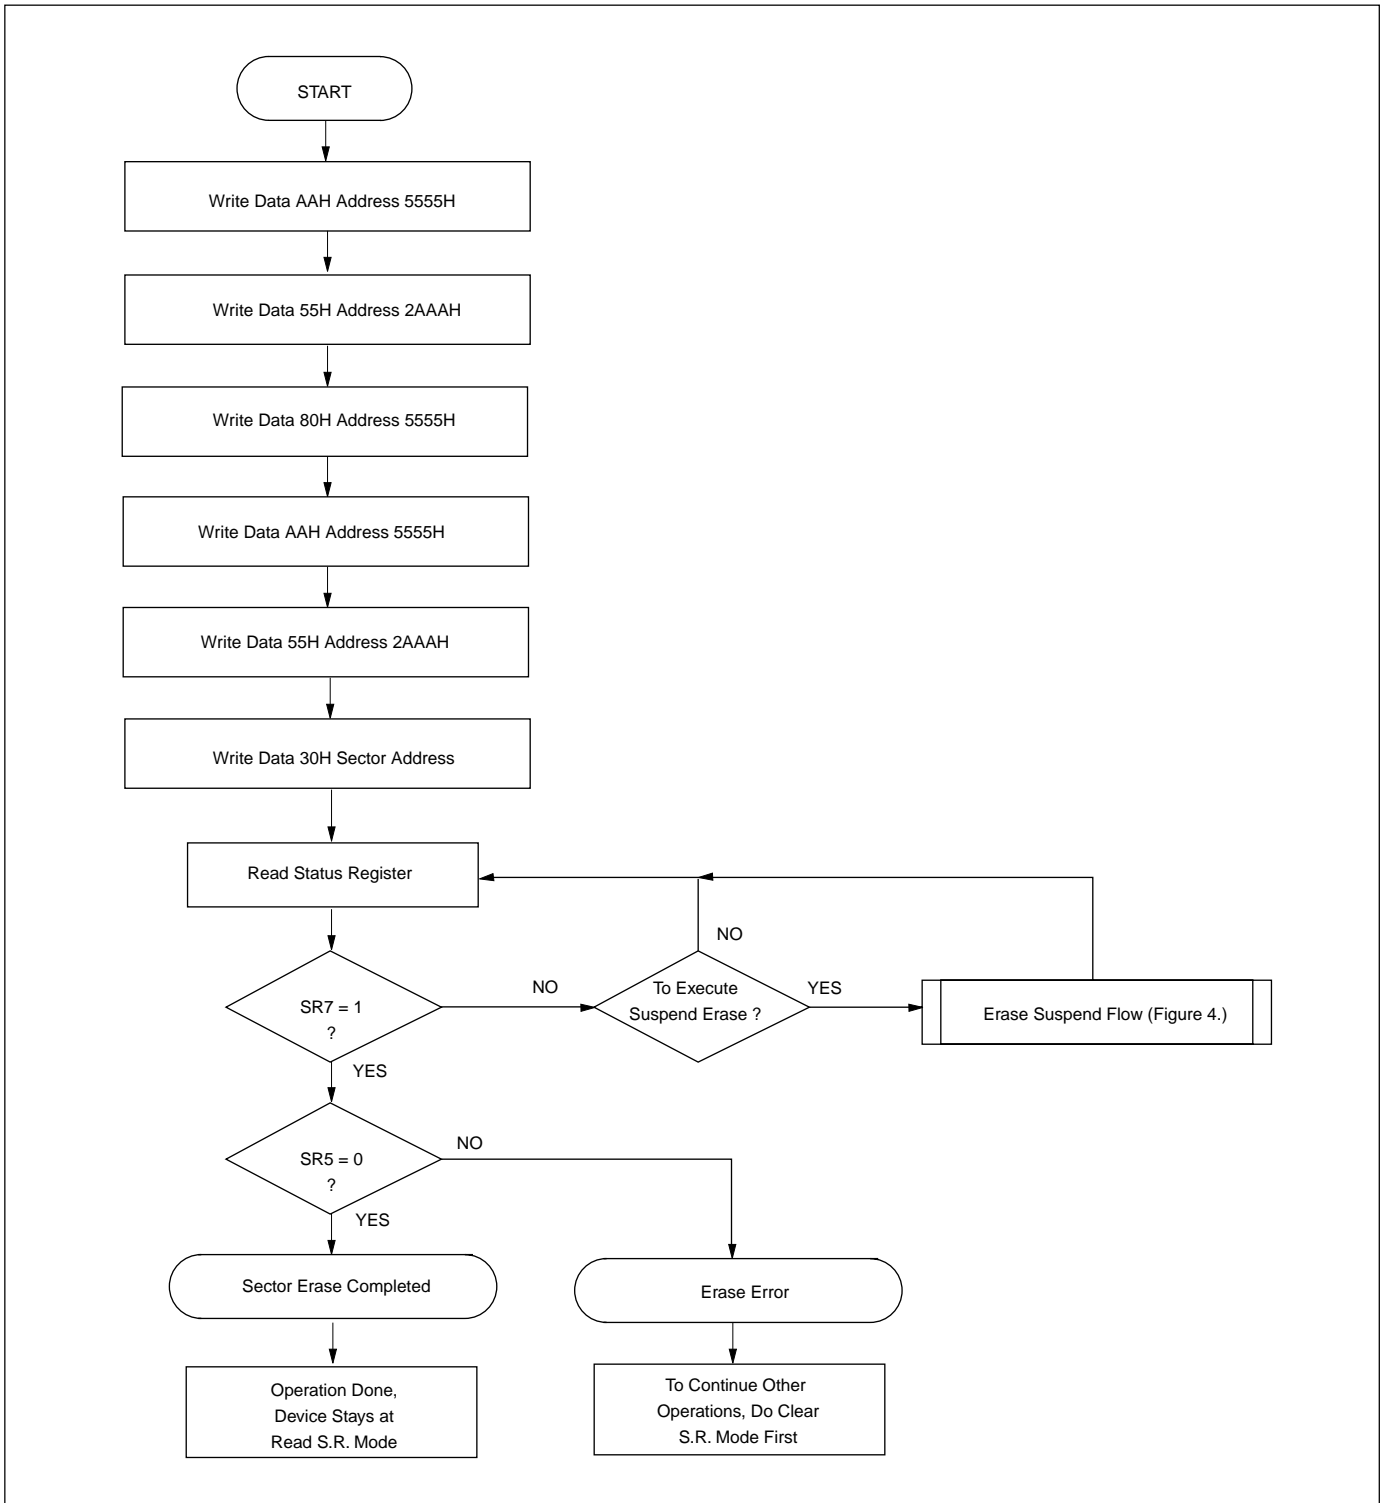 START
Write Data AAH Address 5555H
Write Data 55H Address 2AAAH
Write Data 80H Address 5555H
Write Data AAH Address 5555H
Write Data 55H Address 2AAAH
Write Data 30H Sector Address
Read Status Register
NO
SR7 = 1
?
NO
To Execute
Suspend Erase ?
YES
Erase Suspend Flow (Figure 4.)
YES
SR5 = 0
?
NO
YES
Sector Erase Completed
Erase Error
Operation Done,
Device Stays at
Read S.R. Mode
To Continue Other
Operations, Do Clear
S.R. Mode First